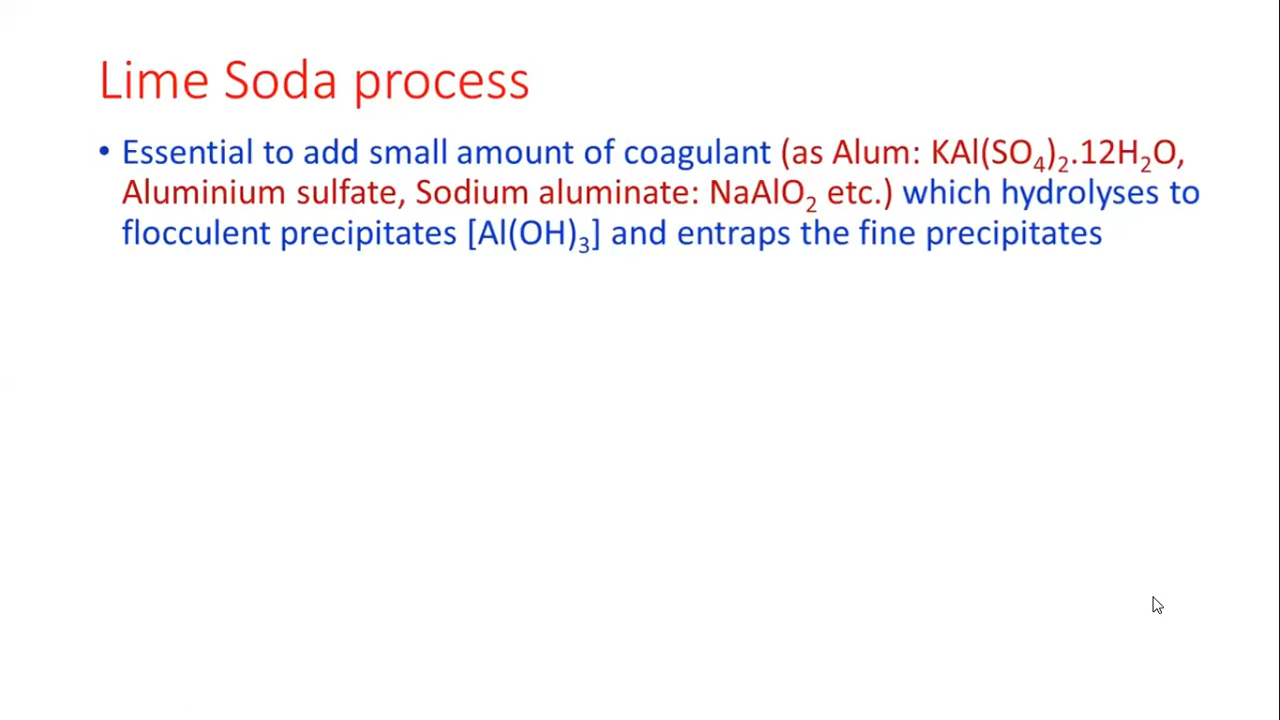 Lime Soda process
• Essential to add small amount of coagulant (as Alum: KAl(SO₄)₂.12H₂O,
Aluminium sulfate, Sodium aluminate: NaAlO₂ etc.) which hydrolyses to
flocculent precipitates [Al(OH)₃] and entraps the fine precipitates